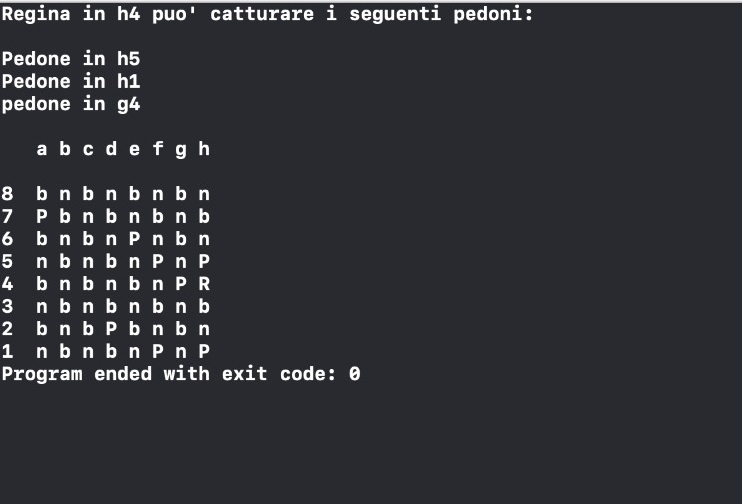 Regina in h4 puo' catturare i seguenti pedoni:
Pedone in h5
Pedone in h1
pedone in g4
a b c d e f g h
8 b n b n b n b n
7 P b n b n b n b
6 b n b n P n b n
5 n b n b n P n P
4 b n b n b n P R
3 n b n b n b n b
2 b n b P b n b n
1 n b n b n P n P
Program ended with exit code: 0